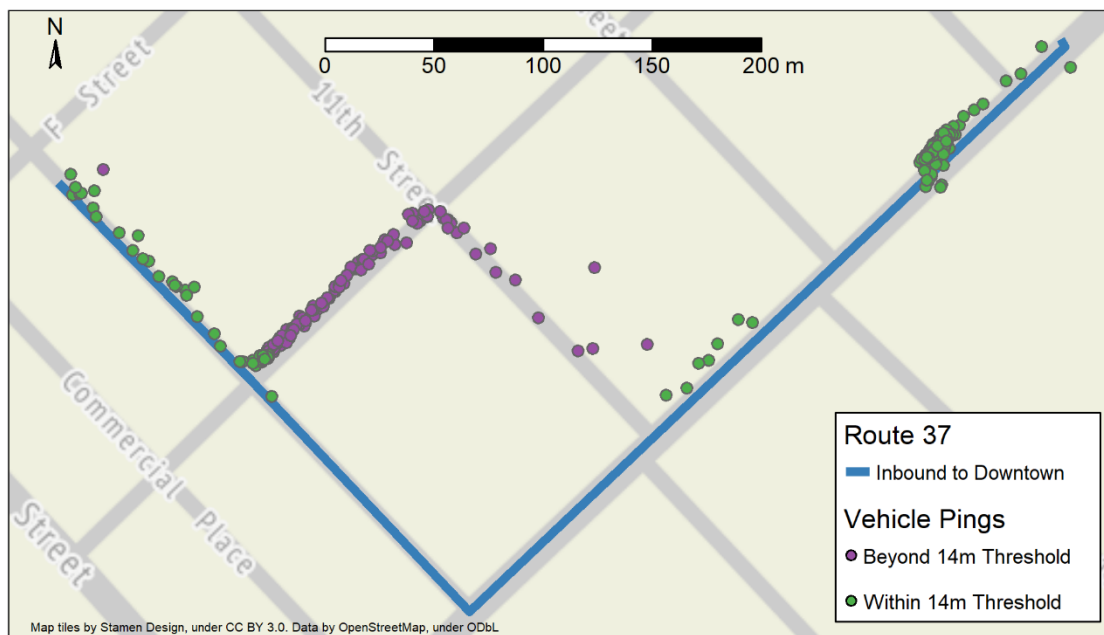 N
0 50 100 150 200 m
F Street
11th Street
Commercial Place
Street
Street
Route 37
Inbound to Downtown
Vehicle Pings
Beyond 14m Threshold
Within 14m Threshold
Map tiles by Stamen Design, under CC BY 3.0. Data by OpenStreetMap, under ODbL